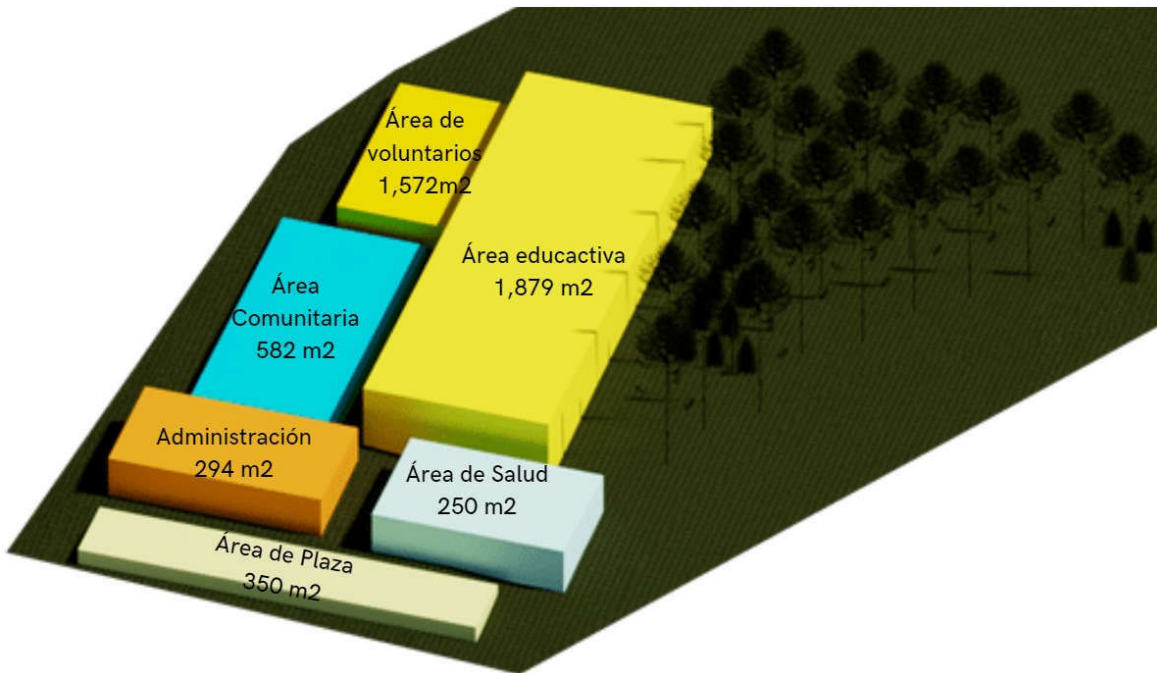 Área de
voluntarios
1,572m2
Área educactiva
1,879 m2
Área
Comunitaria
582 m2
Administración
294 m2
Área de Salud
250 m2
Área de Plaza
350 m2